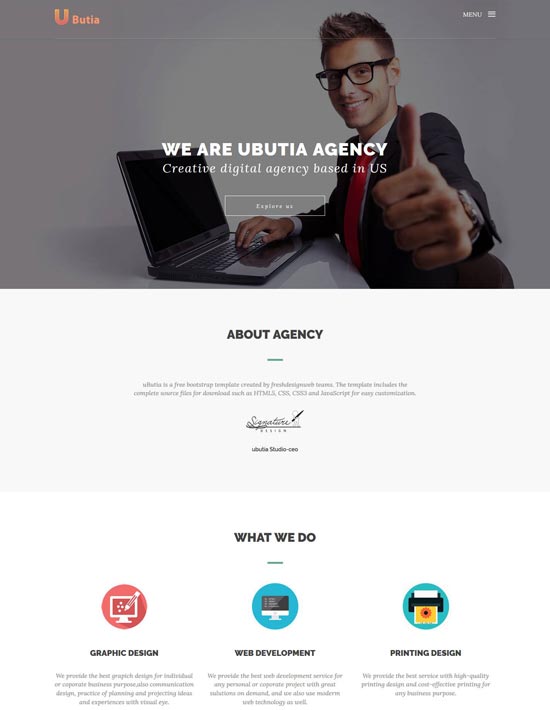 U Butia
MENU
WE ARE UBUTIA AGENCY
Creative digital agency based in US
Explore us
ABOUT AGENCY
uButia is a free bootstrap template created by freshdesignweb teams. The template includes the
complete source files for download such as HTML5, CSS, CSS3 and JavaScript for easy customization.
Signature
DESIGN
ubutia Studio-ceo
WHAT WE DO
GRAPHIC DESIGN
We provide the best grapich design for individual
or coporate business purpose,also communication
design, practice of planning and projecting ideas
and experiences with visual eye.
WEB DEVELOPMENT
We provide the best web development service for
any personal or coporate project with great
salutions on demand, and we also use modern
web technology as well.
PRINTING DESIGN
We provide the best service with high-quality
printing design and cost-effective printing for
any business purpose.